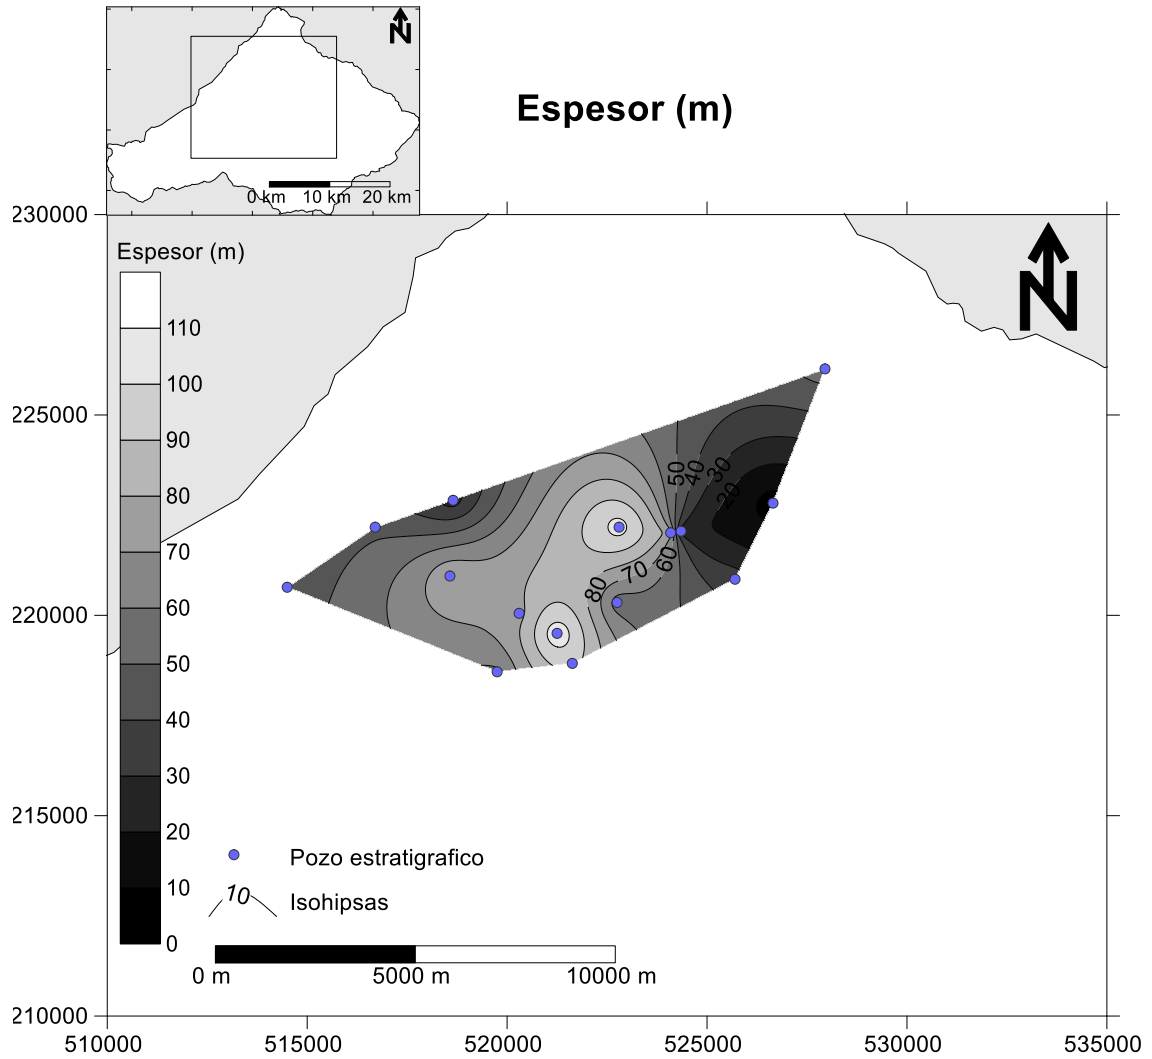 N
0 km 10 km 20 km
Espesor (m)
230000
Espesor (m)
N
110
100
90
80
70
60
50
40
30
20
10
0
225000
220000
215000
210000
50 40 30 20
80 70 60
Pozo estratigrafico
10 Isohipsas
0 m 5000 m 10000 m
510000 515000 520000 525000 530000 535000